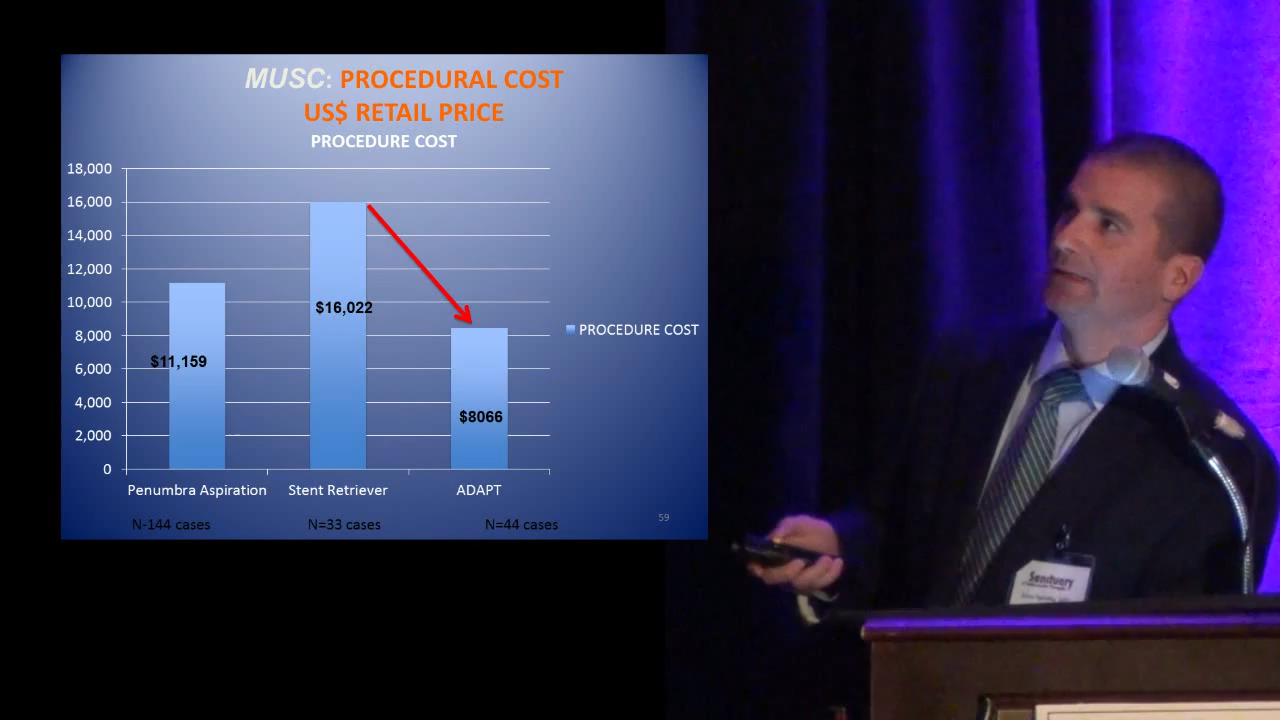 MUSC: PROCEDURAL COST
US$ RETAIL PRICE
PROCEDURE COST
18,000
16,000
14,000
12,000
10,000
8,000
6,000
4,000
2,000
0
$11,159
$16,022
$8066
PROCEDURE COST
Penumbra Aspiration
Stent Retriever
ADAPT
N-144 cases
N=33 cases
N=44 cases
59
Sanctuary